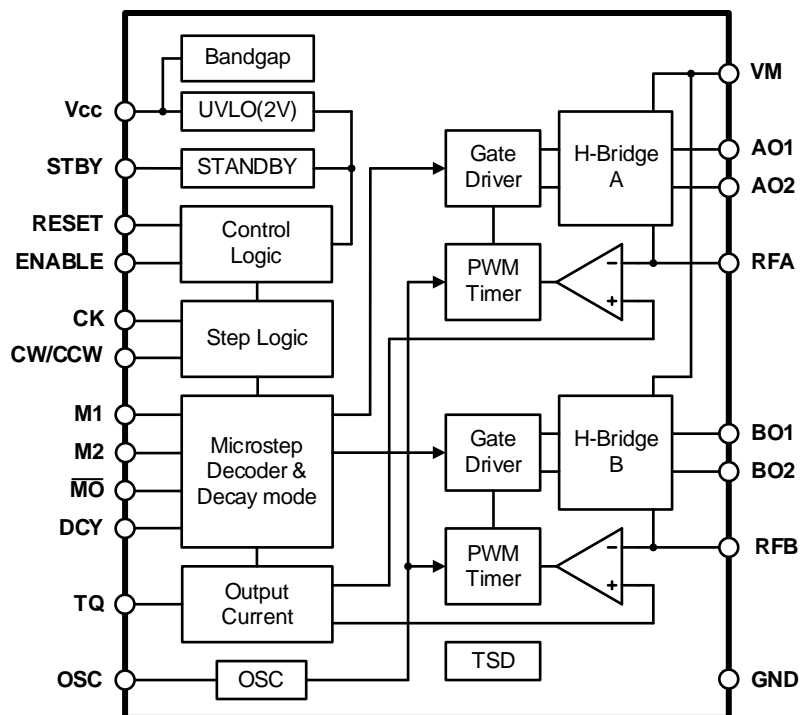 Bandgap
VM
Vcc
UVLO(2V)
STBY
STANDBY
Gate
Driver
H-Bridge
A
AO1
AO2
RESET
ENABLE
Control
Logic
PWM
Timer
-
+
RFA
CK
CW/CCW
Step Logic
M1
M2
M̅O̅
DCY
Microstep
Decoder &
Decay mode
Gate
Driver
H-Bridge
B
BO1
BO2
PWM
Timer
-
+
RFB
TQ
Output
Current
TSD
OSC
OSC
GND